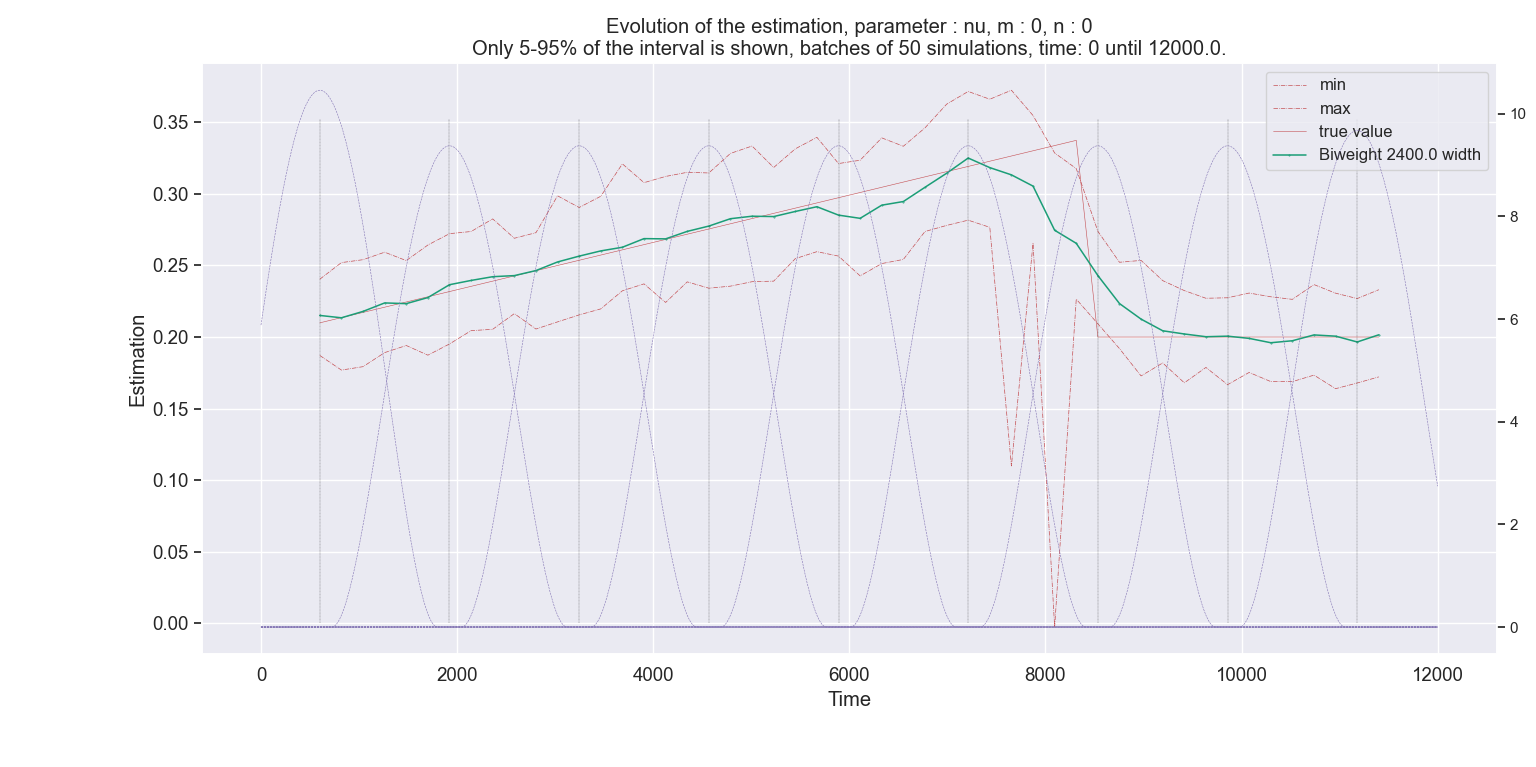 Evolution of the estimation, parameter : nu, m : 0, n : 0
Only 5-95% of the interval is shown, batches of 50 simulations, time: 0 until 12000.0.
min
max
true value
Biweight 2400.0 width
0.35
0.30
0.25
0.20
0.15
0.10
0.05
0.00
Estimation
10
8
6
4
2
0
0
2000
4000
6000
8000
10000
12000
Time